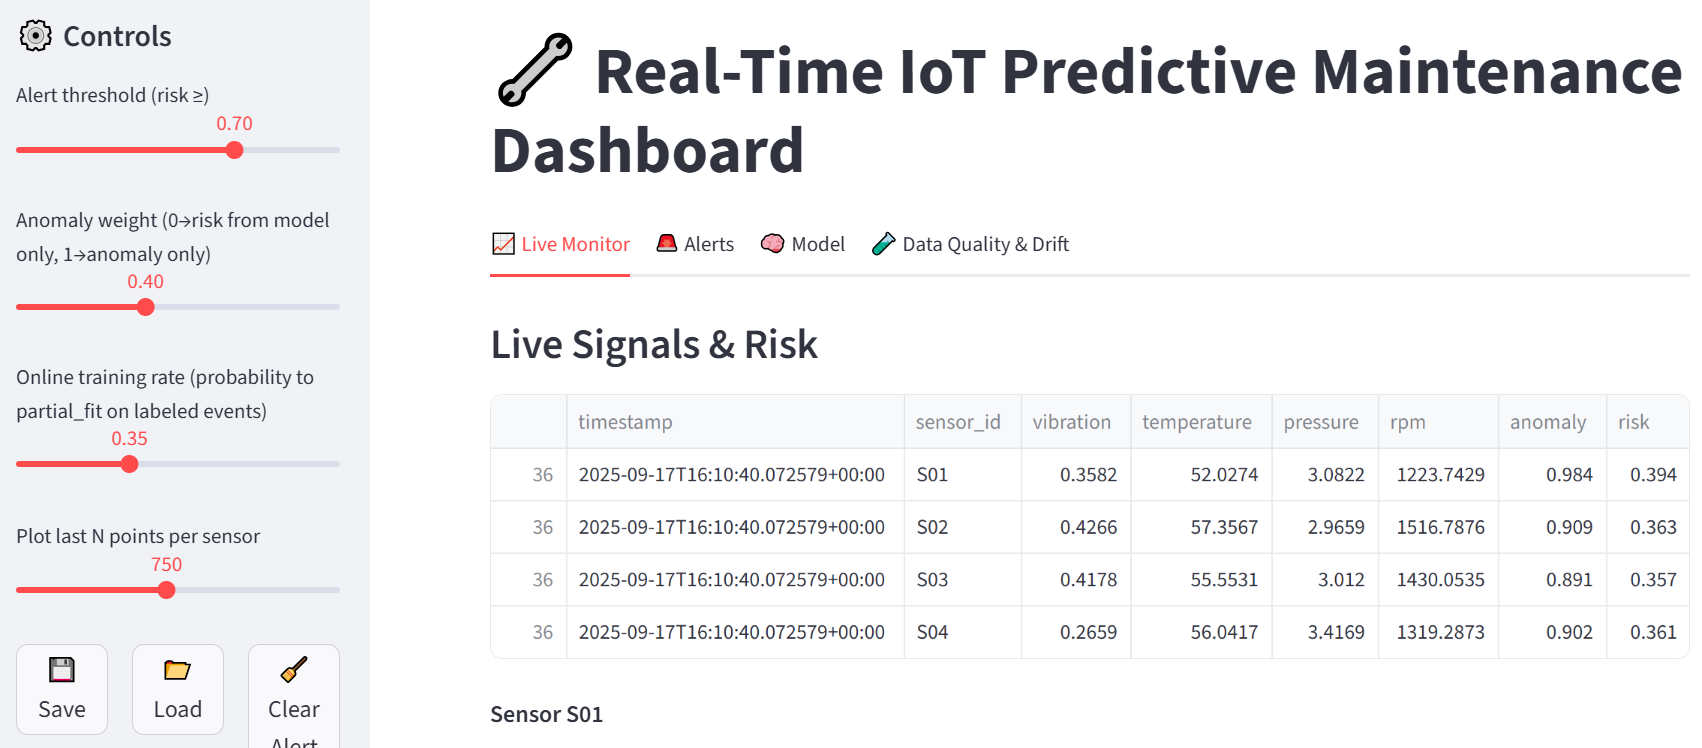 Controls
Alert threshold (risk ≥)
0.70
Anomaly weight (0→risk from model
only, 1→anomaly only)
0.40
Online training rate (probability to
partial_fit on labeled events)
0.35
Plot last N points per sensor
750
Save
Load
Clear
Alert
Real-Time IoT Predictive Maintenance
Dashboard
Live Monitor Alerts Model Data Quality & Drift
Live Signals & Risk
timestamp sensor_id vibration temperature pressure rpm anomaly risk
36 2025-09-17T16:10:40.072579+00:00 S01 0.3582 52.0274 3.0822 1223.7429 0.984 0.394
36 2025-09-17T16:10:40.072579+00:00 S02 0.4266 57.3567 2.9659 1516.7876 0.909 0.363
36 2025-09-17T16:10:40.072579+00:00 S03 0.4178 55.5531 3.012 1430.0535 0.891 0.357
36 2025-09-17T16:10:40.072579+00:00 S04 0.2659 56.0417 3.4169 1319.2873 0.902 0.361
Sensor S01